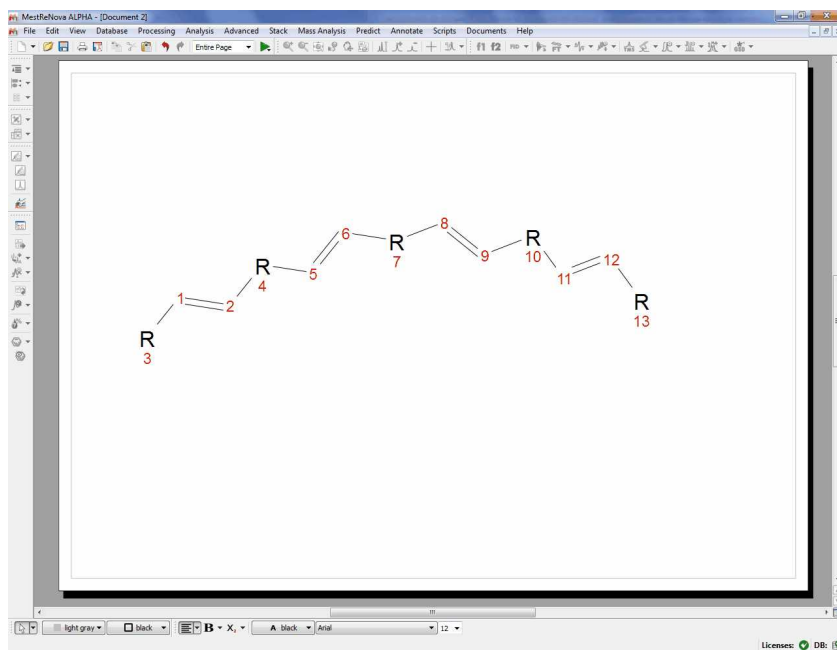 MestReNova ALPHA - [Document 2]
File Edit View Database Processing Analysis Advanced Stack Mass Analysis Predict Annotate Scripts Documents Help
Entire Page
f1 f2
8
6
R
R
5
7
9
10
12
R
4
11
1
2
R
13
R
3
light gray
black
B
A black
Arial
12
Licenses:
DB: